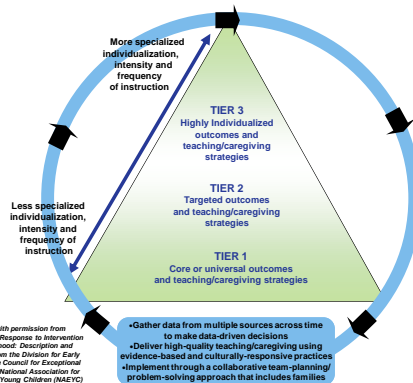 More specialized
individualization,
intensity and
frequency
of instruction
TIER 3
Highly Individualized
outcomes and
teaching/caregiving
strategies
TIER 2
Targeted outcomes
and teaching/caregiving
strategies
Less specialized
individualization,
intensity and
frequency of
instruction
TIER 1
Core or universal outcomes
and teaching/caregiving strategies
•Gather data from multiple sources across time
to make data-driven decisions
•Deliver high-quality teaching/caregiving using
evidence-based and culturally-responsive practices
•Implement through a collaborative team-planning/
problem-solving approach that includes families
permission from
Response to Intervention
Description and
the Division for Early
Council for Exceptional
National Association for
Young Children (NAEYC)